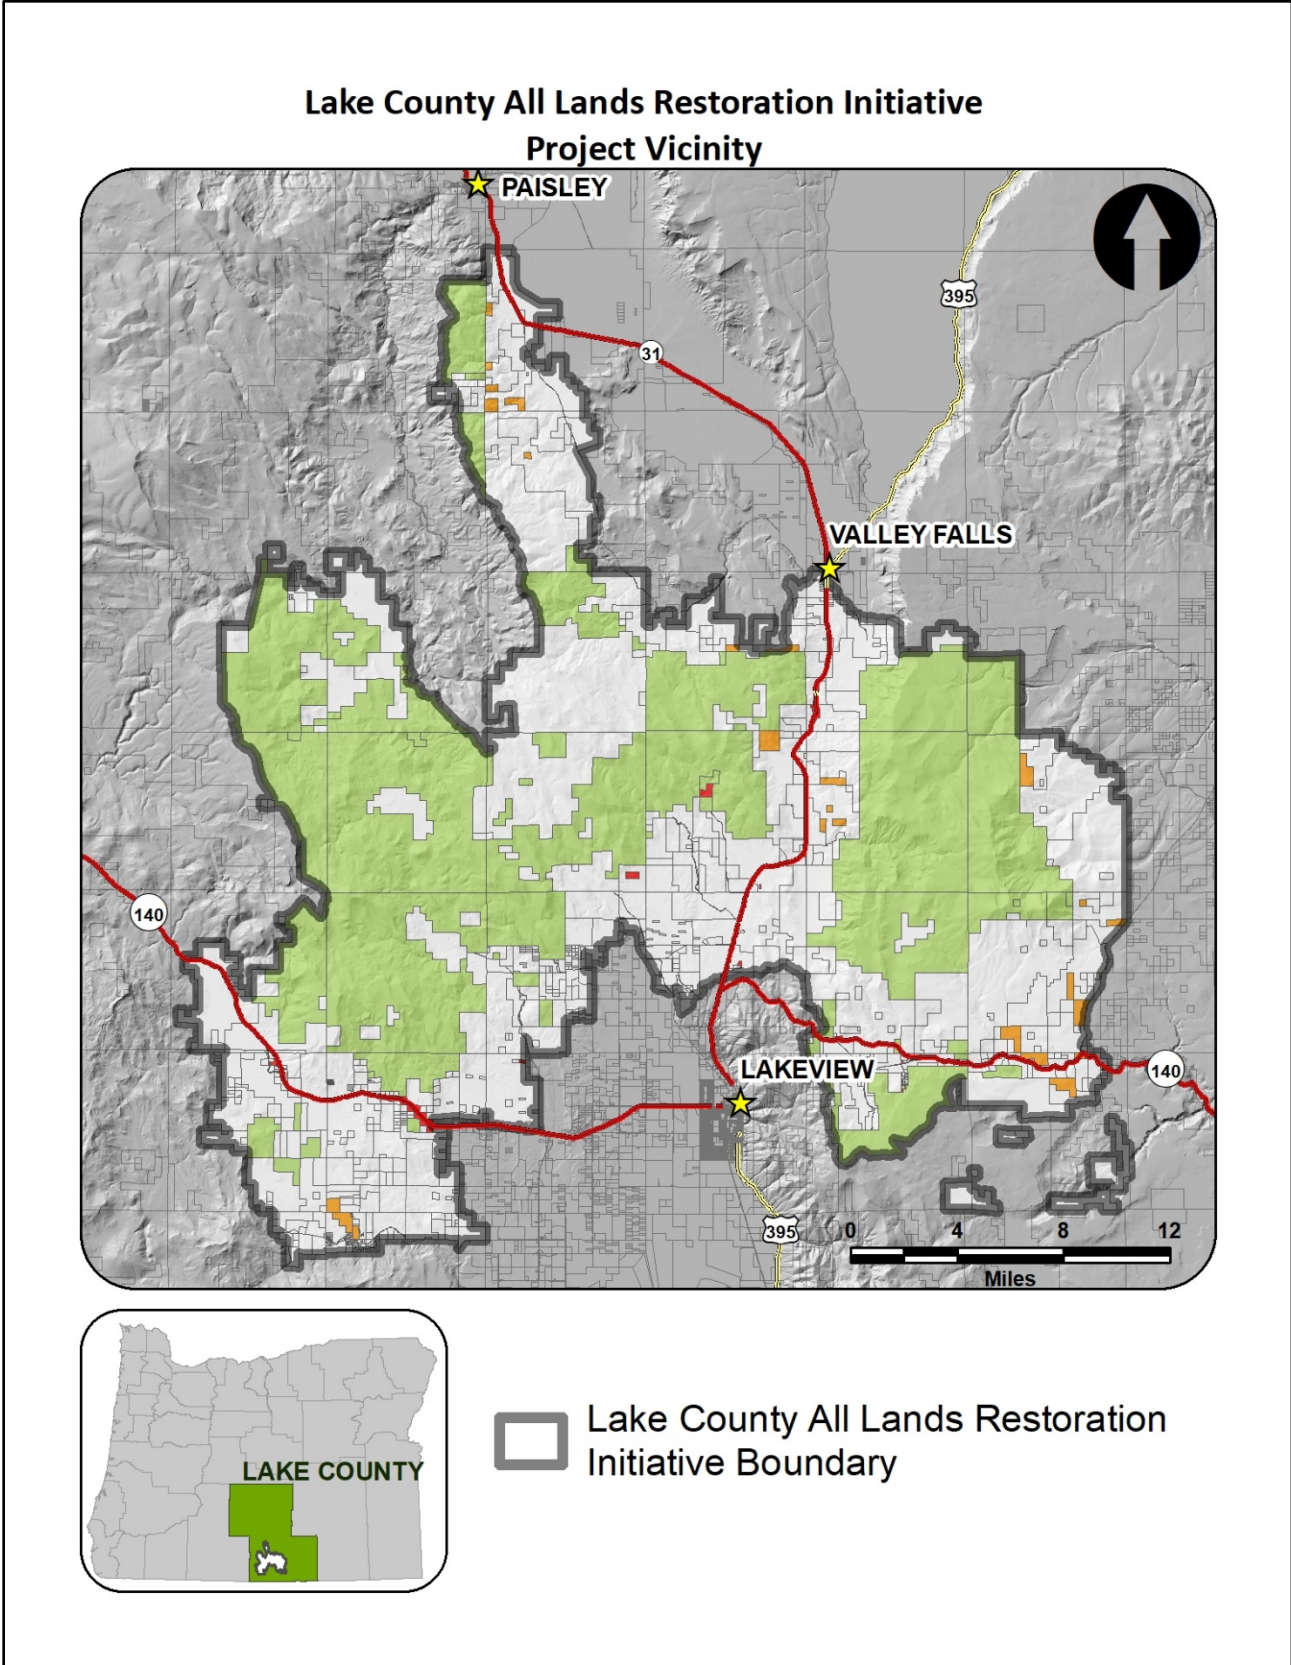 Lake County All Lands Restoration Initiative
Project Vicinity
PAISLEY
395
31
VALLEY FALLS
140
LAKEVIEW
140
395
0 4 8 12
Miles
LAKE COUNTY
Lake County All Lands Restoration
Initiative Boundary